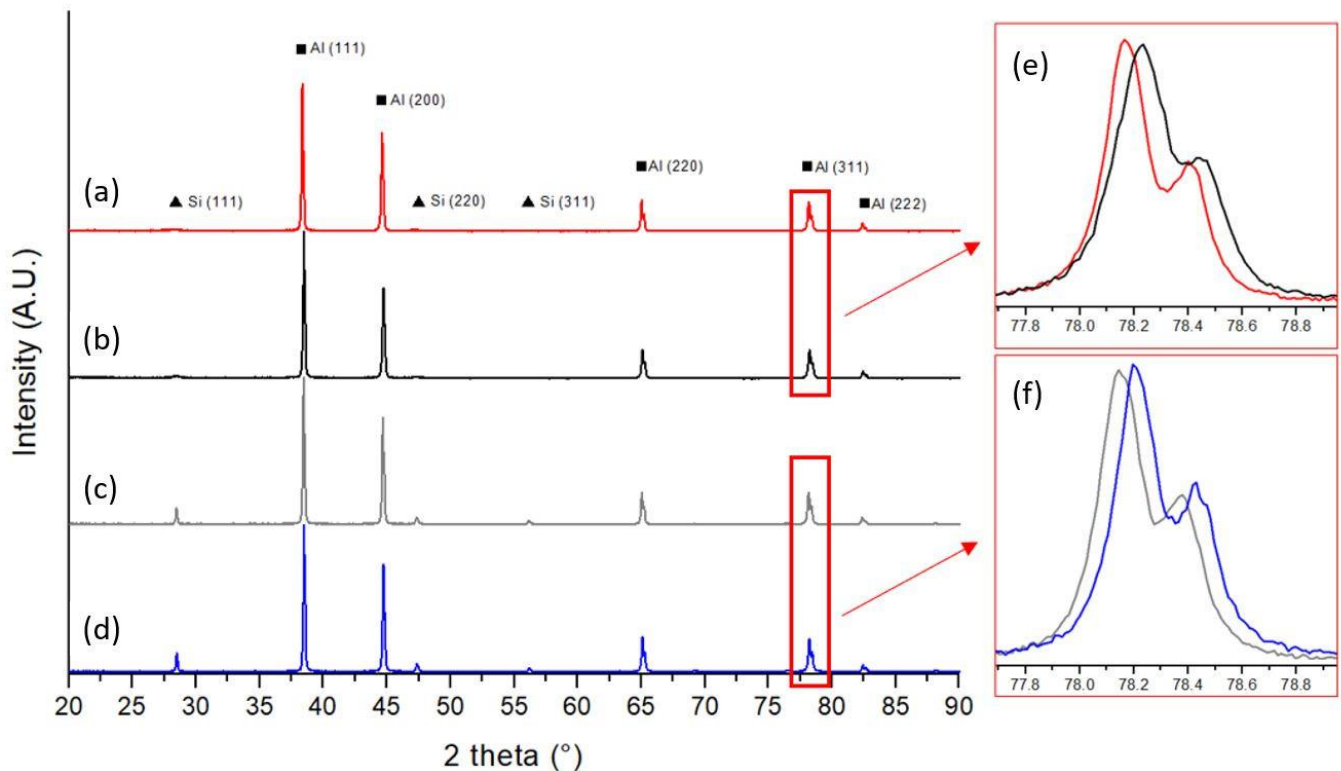 ■ Al (111)
■ Al (200)
(a)
▲ Si (111)
▲ Si (220)
▲ Si (311)
■ Al (220)
■ Al (311)
■ Al (222)
(b)
(c)
(d)
Intensity (A.U.)
20 25 30 35 40 45 50 55 60 65 70 75 80 85 90
2 theta (°)
(e)
77.8 78.0 78.2 78.4 78.6 78.8
(f)
77.8 78.0 78.2 78.4 78.6 78.8